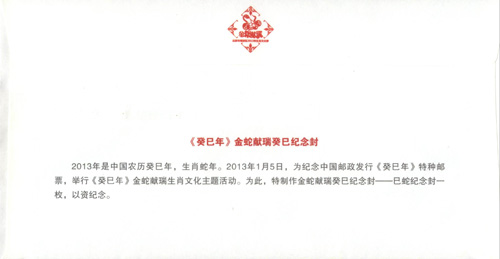 金蛇献瑞
《癸巳年》金蛇献瑞癸巳纪念封
2013年是中国农历癸巳年，生肖蛇年。2013年1月5日，为纪念中国邮政发行《癸巳年》特种邮
票，举行《癸巳年》金蛇献瑞生肖文化主题活动。为此，特制作金蛇献瑞癸巳纪念封——巳蛇纪念封一
枚，以资纪念。